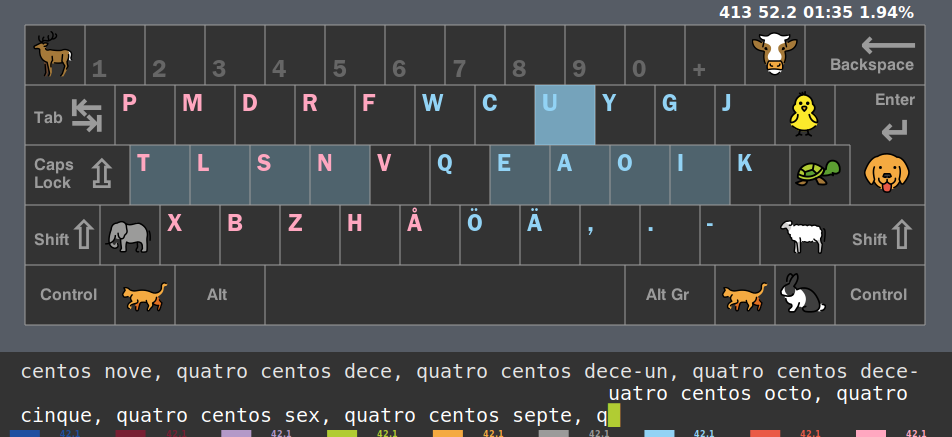 413 52.2 01:35 1.94%
1 2 3 4 5 6 7 8 9 0 + Backspace
Tab P M D R F W C U Y G J Enter
Caps Lock T L S N V Q E A O I K
Shift X B Z H Å Ö Ä , . - Shift
Control Alt Alt Gr Control
centos nove, quatro centos dece, quatro centos dece-un, quatro centos dece-
uatro centos octo, quatro
cinque, quatro centos sex, quatro centos septe, q
42.1 42.1 42.1 42.1 42.1 42.1 42.1 42.1 42.1